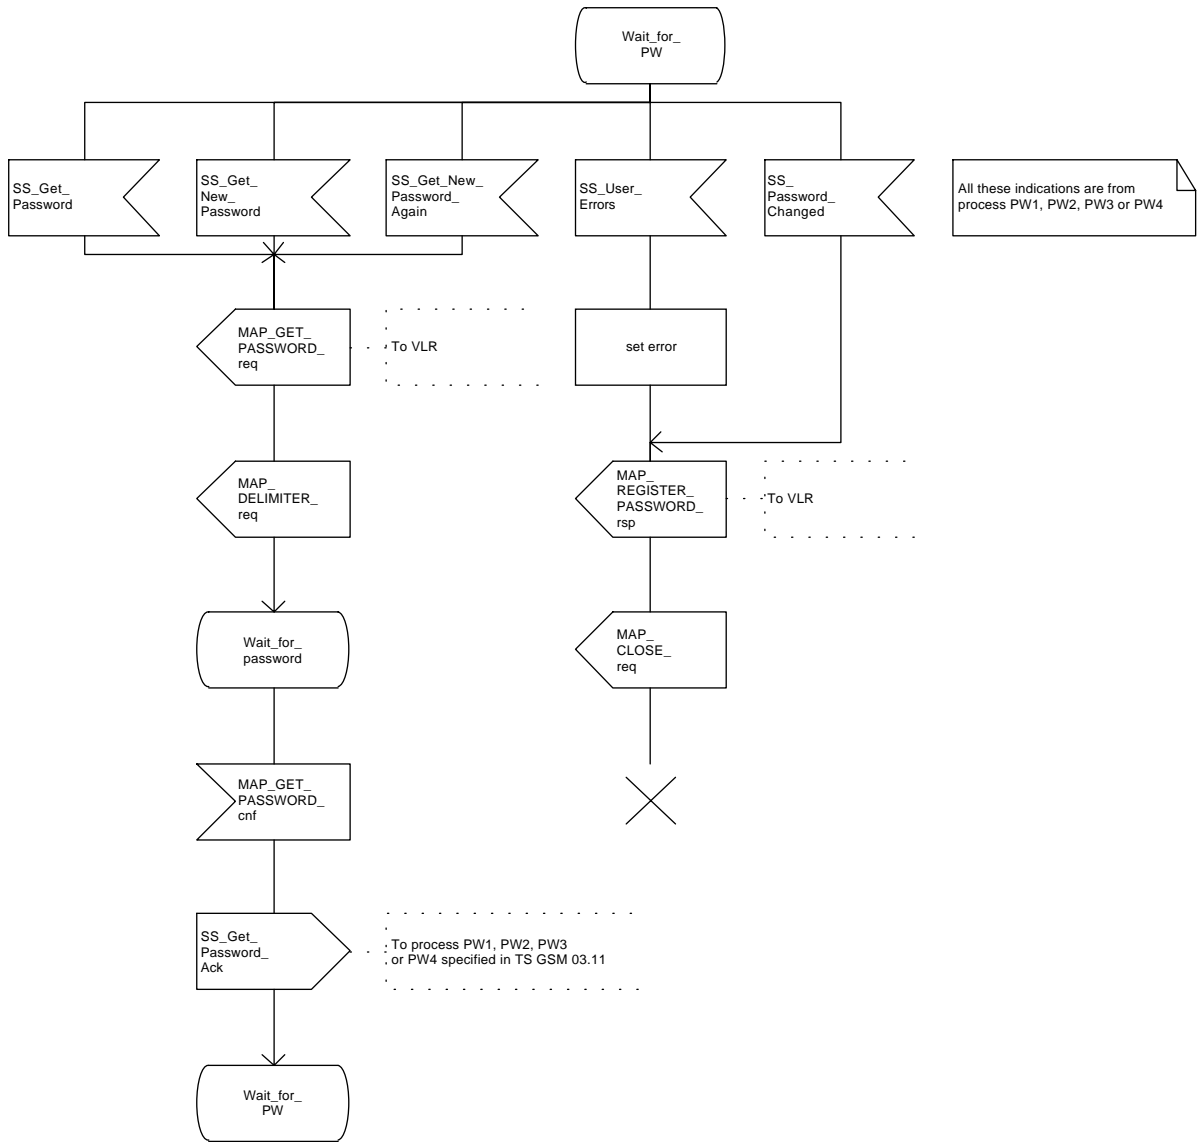 Wait_for_
PW
SS_Get_
Password
SS_Get_
New_
Password
SS_Get_New_
Password_
Again
SS_User_
Errors
SS_
Password_
Changed
All these indications are from
process PW1, PW2, PW3 or PW4
MAP_GET_
PASSWORD_
req
To VLR
set error
MAP_
DELIMITER_
req
MAP_
REGISTER_
PASSWORD_
rsp
To VLR
Wait_for_
password
MAP_
CLOSE_
req
MAP_GET_
PASSWORD_
cnf
SS_Get_
Password_
Ack
To process PW1, PW2, PW3
or PW4 specified in TS GSM 03.11
Wait_for_
PW